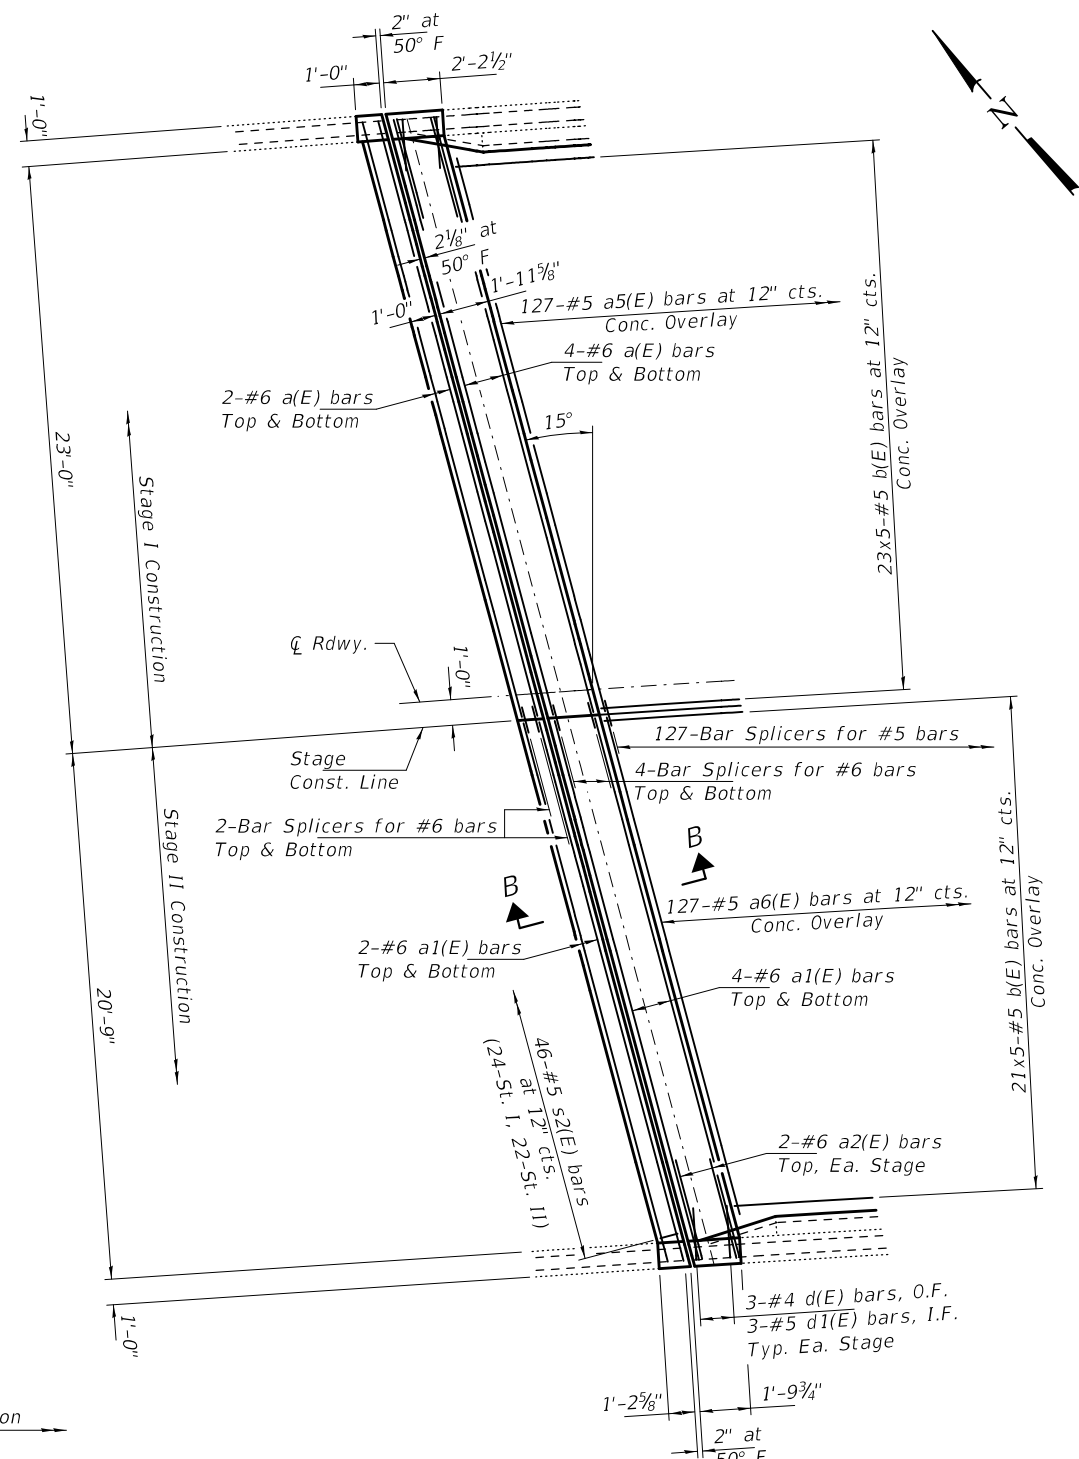 2" at
50° F
1'-0"
2'-2½"
1'-0"
N
2⅛" at
50° F
1'-11⅝"
1'-0"
127-#5 a5(E) bars at 12" cts.
Conc. Overlay
4-#6 a(E) bars
Top & Bottom
2-#6 a(E) bars
Top & Bottom
15°
23x5-#5 b(E) bars at 12" cts.
Conc. Overlay
23'-0"
Stage I Construction
℄ Rdwy.
1'-0"
Stage
Const. Line
127-Bar Splicers for #5 bars
4-Bar Splicers for #6 bars
Top & Bottom
2-Bar Splicers for #6 bars
Top & Bottom
Stage II Construction
B
B
127-#5 a6(E) bars at 12" cts.
Conc. Overlay
2-#6 a1(E) bars
Top & Bottom
4-#6 a1(E) bars
Top & Bottom
21x5-#5 b(E) bars at 12" cts.
Conc. Overlay
20'-9"
46-#5 s2(E) bars
at 12" cts.
(24-St. I, 22-St. II)
2-#6 a2(E) bars
Top, Ea. Stage
3-#4 d(E) bars, O.F.
3-#5 d1(E) bars, I.F.
Typ. Ea. Stage
1'-0"
1'-2⅝"
1'-9¾"
2" at
50° F
on